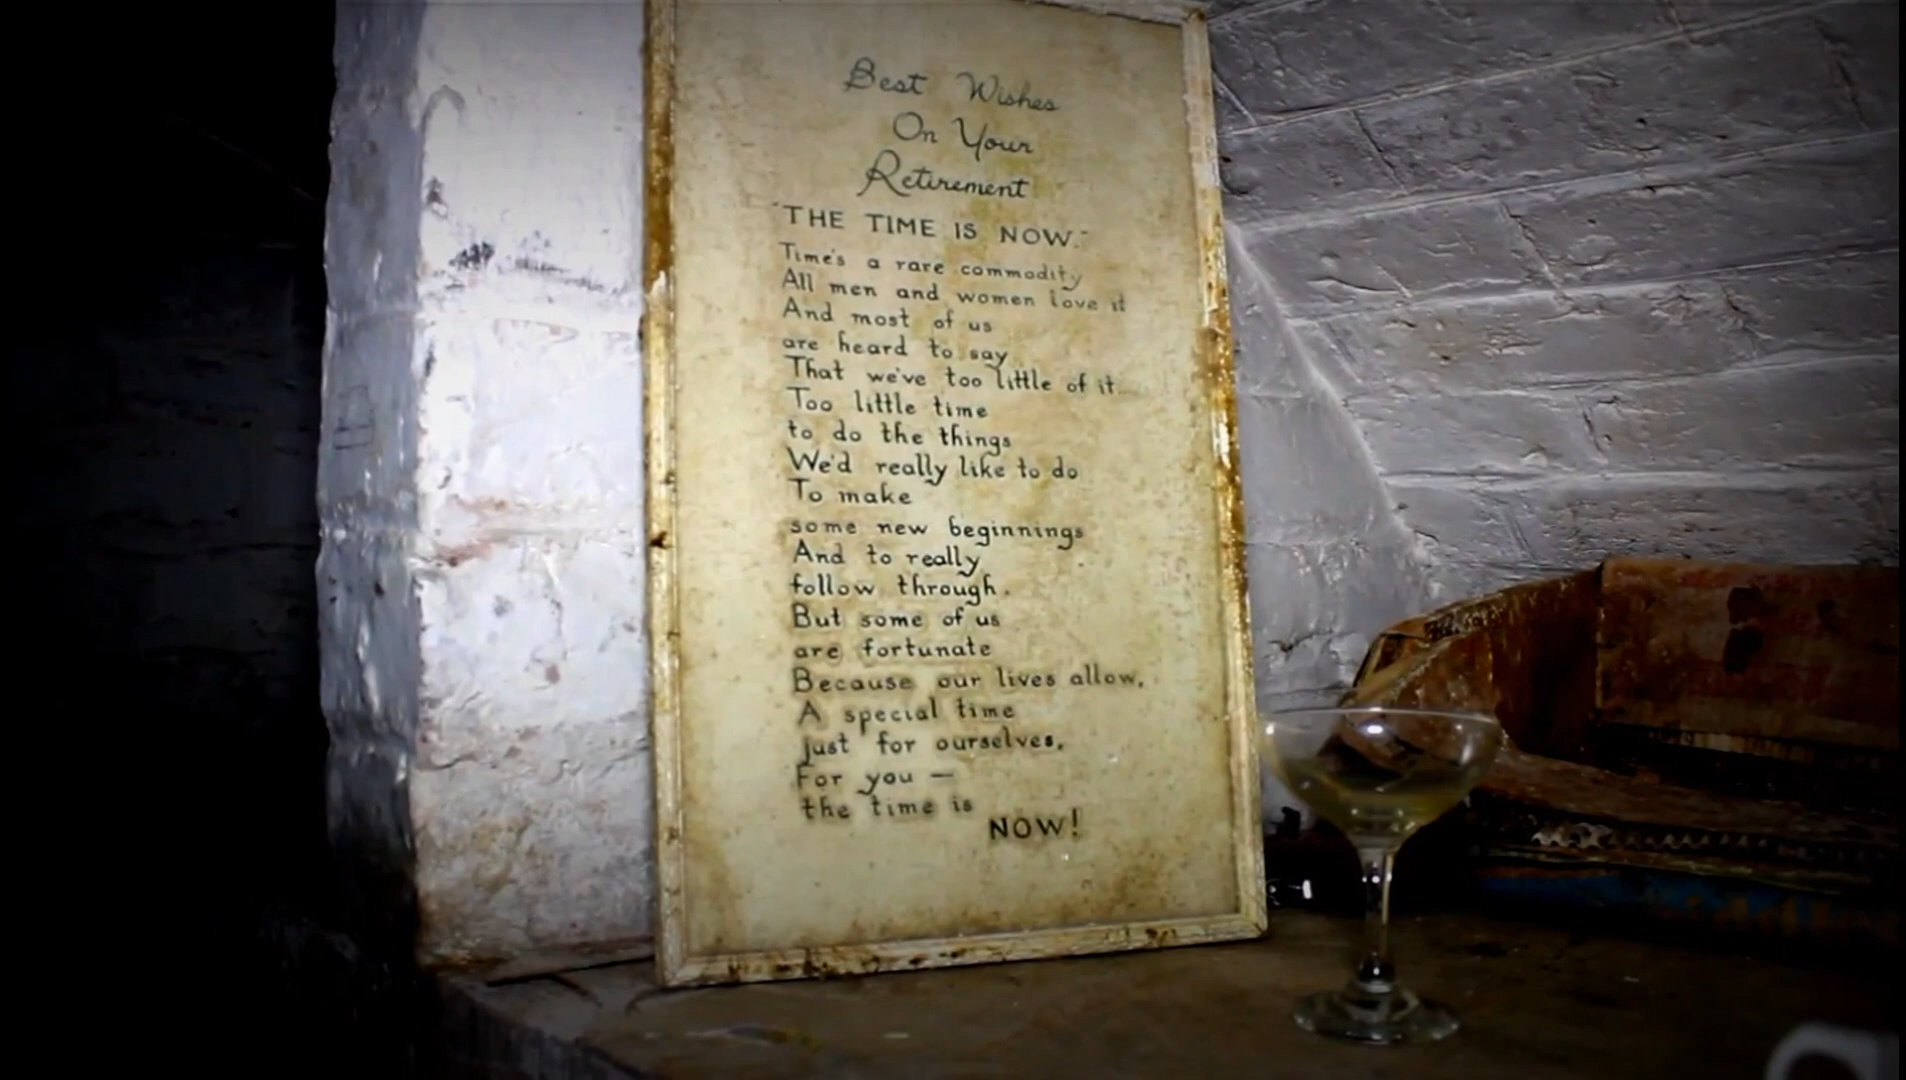 Best Wishes
On Your
Retirement
"THE TIME IS NOW."
Time's a rare commodity
All men and women love it
And most of us
are heard to say
That we've too little of it....
Too little time
to do the things
We'd really like to do
To make
some new beginnings
And to really
follow through.
But some of us
are fortunate
Because our lives allow,
A special time
just for ourselves,
For you —
the time is
NOW!